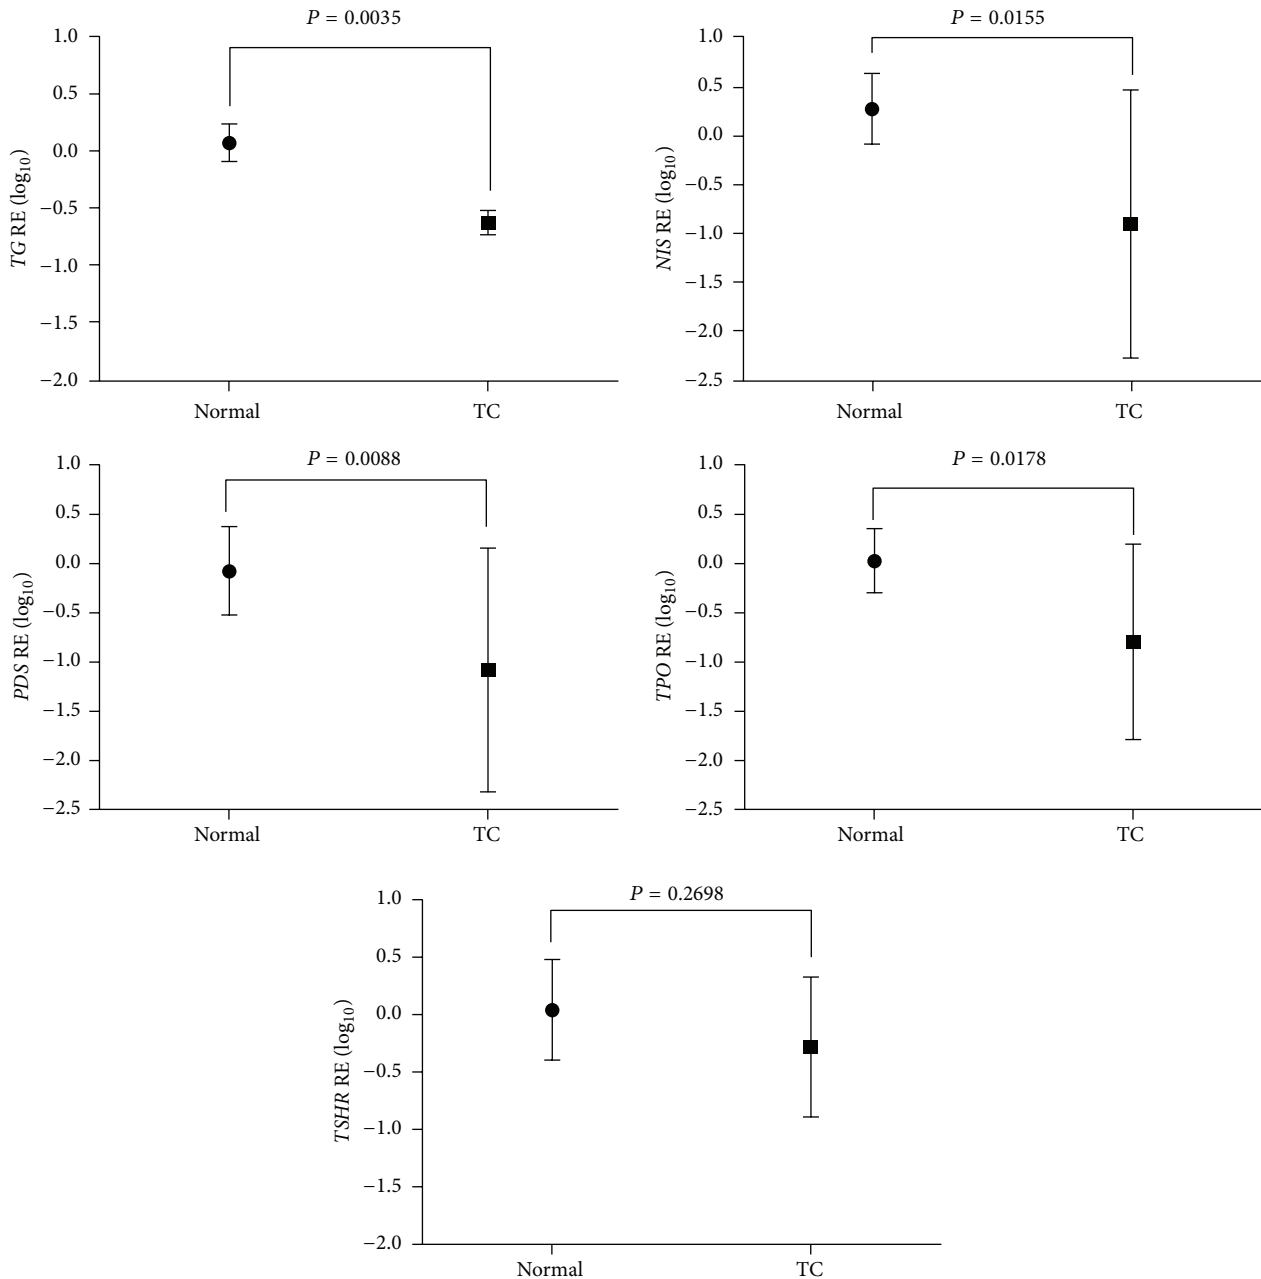 P = 0.0035
TG RE (log10)
1.0
0.5
0.0
−0.5
−1.0
−1.5
−2.0
Normal TC
P = 0.0155
NIS RE (log10)
1.0
0.5
0.0
−0.5
−1.0
−1.5
−2.0
−2.5
Normal TC
P = 0.0088
PDS RE (log10)
1.0
0.5
0.0
−0.5
−1.0
−1.5
−2.0
−2.5
Normal TC
P = 0.0178
TPO RE (log10)
1.0
0.5
0.0
−0.5
−1.0
−1.5
−2.0
−2.5
Normal TC
P = 0.2698
TSHR RE (log10)
1.0
0.5
0.0
−0.5
−1.0
−1.5
−2.0
Normal TC